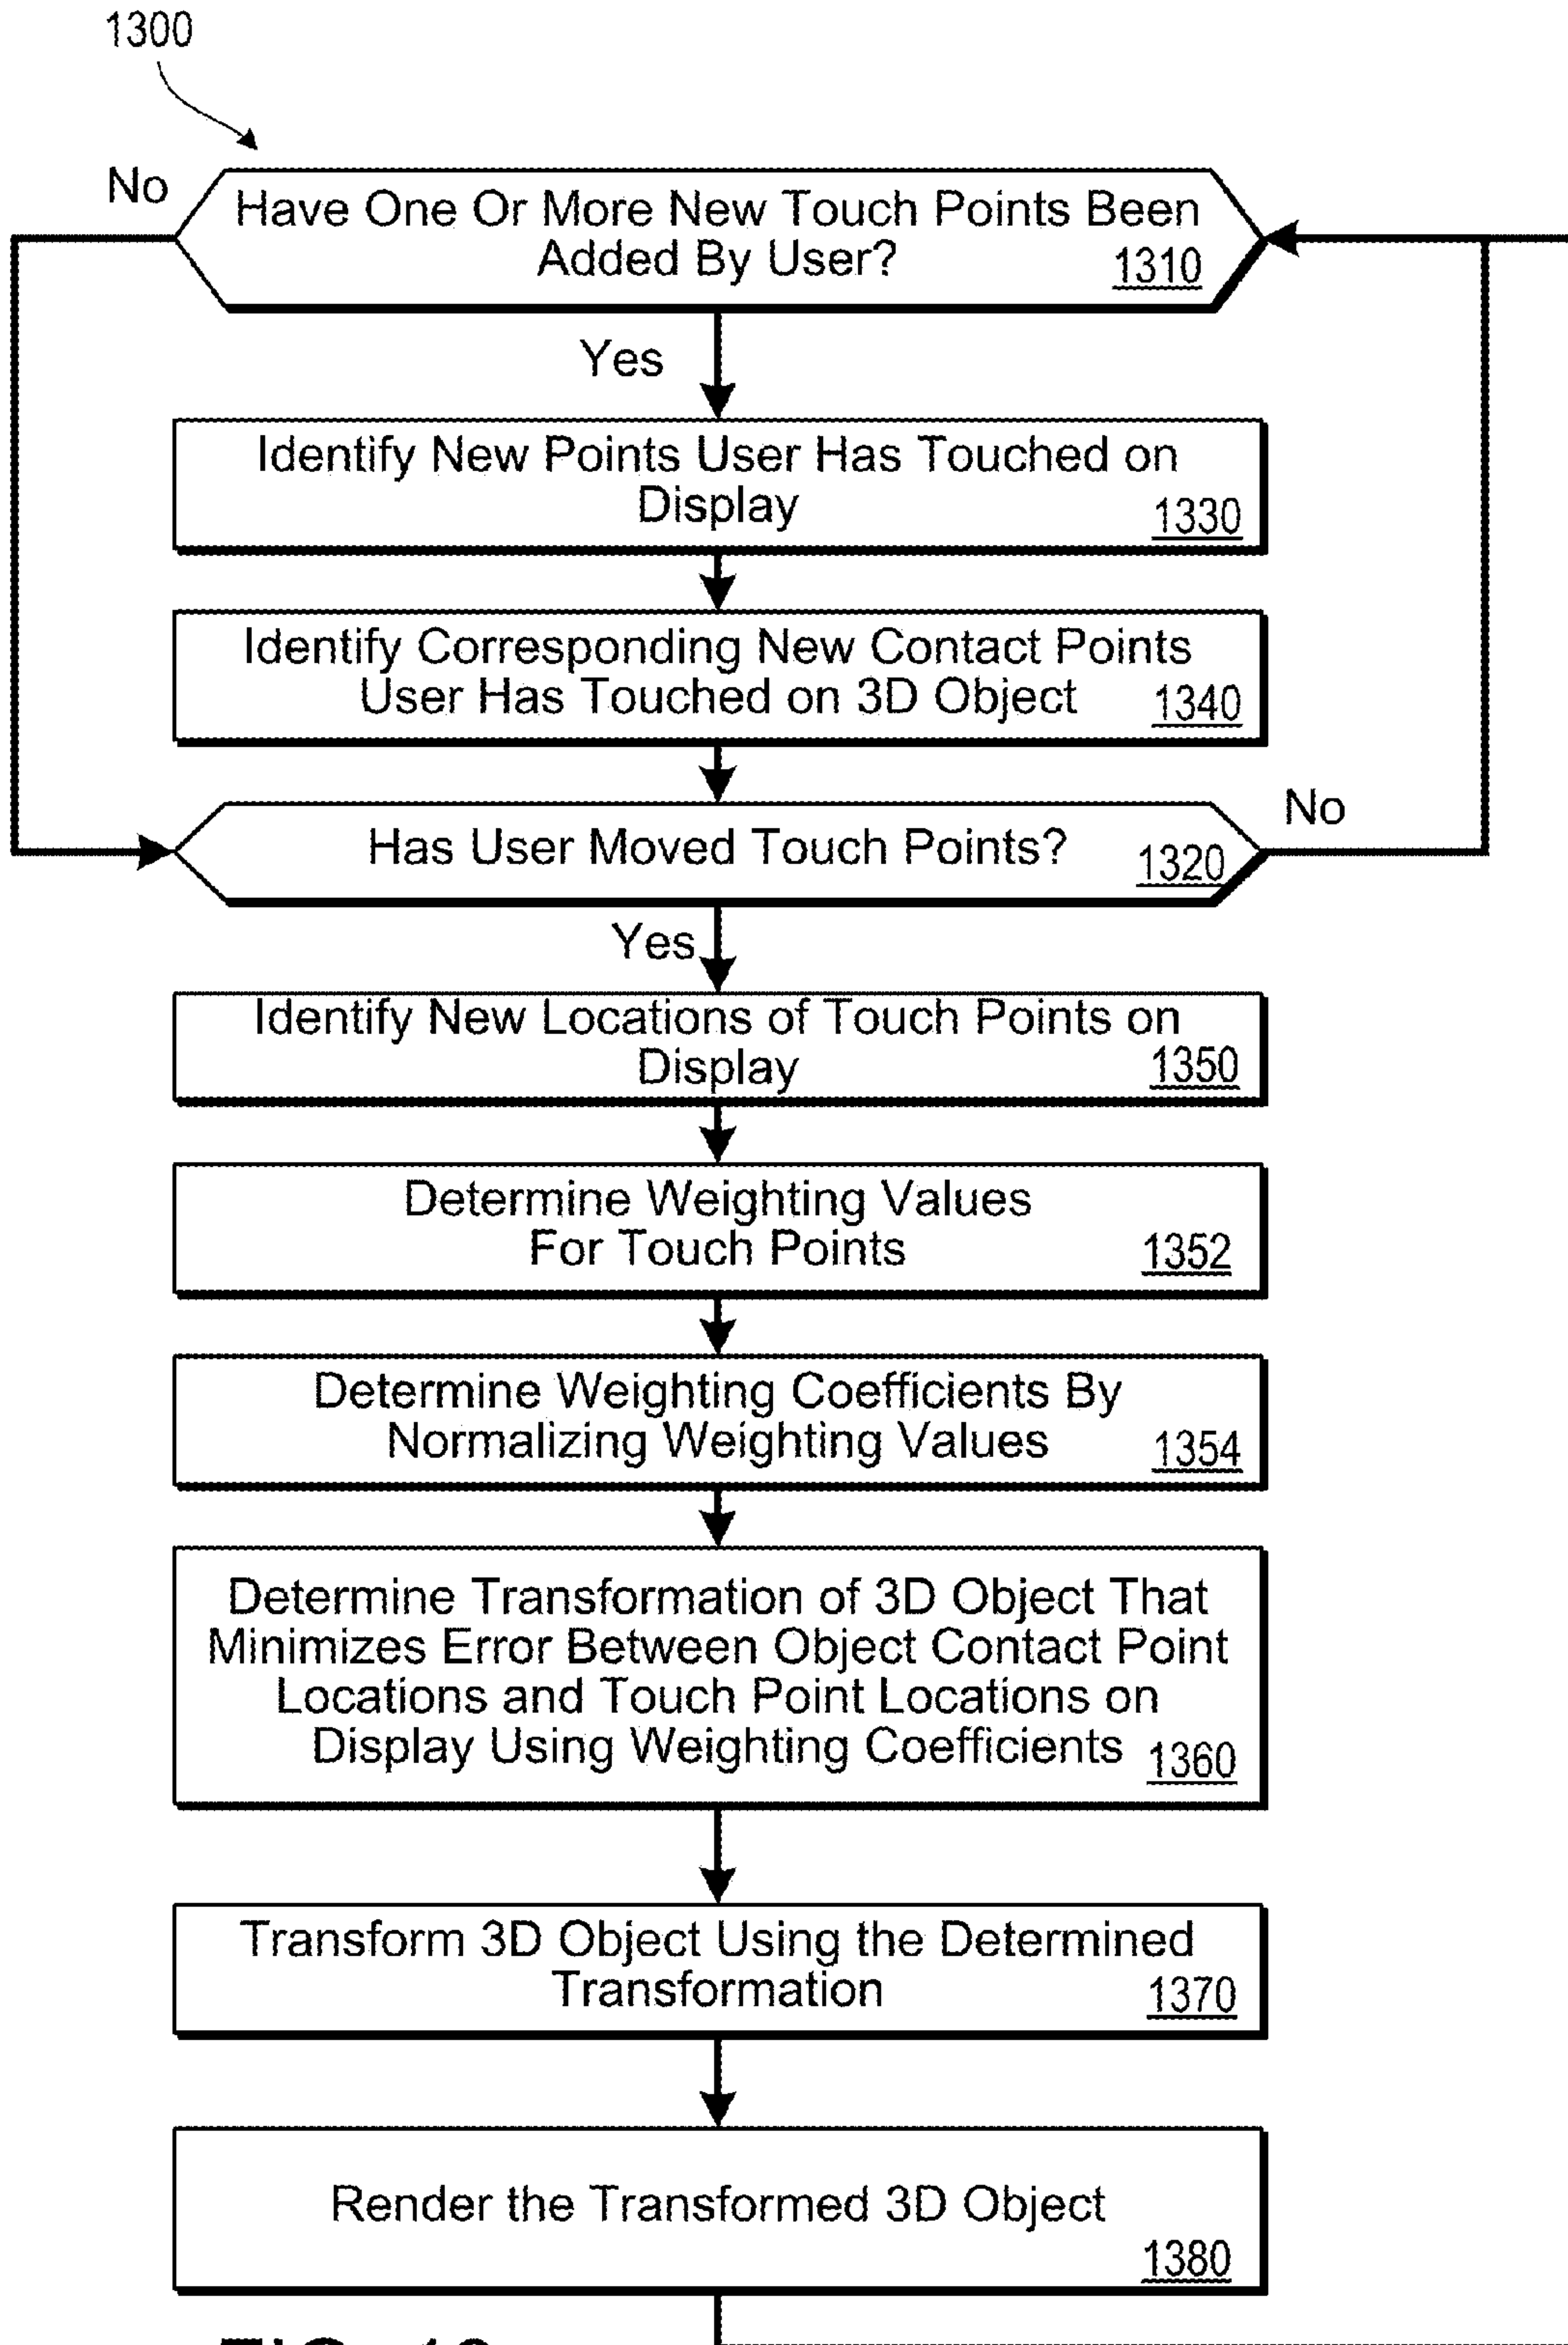 1300
No
Have One Or More New Touch Points Been
Added By User?
1310
Yes
Identify New Points User Has Touched on
Display
1330
Identify Corresponding New Contact Points
User Has Touched on 3D Object
1340
Has User Moved Touch Points?
1320
No
Yes
Identify New Locations of Touch Points on
Display
1350
Determine Weighting Values
For Touch Points
1352
Determine Weighting Coefficients By
Normalizing Weighting Values
1354
Determine Transformation of 3D Object That
Minimizes Error Between Object Contact Point
Locations and Touch Point Locations on
Display Using Weighting Coefficients
1360
Transform 3D Object Using the Determined
Transformation
1370
Render the Transformed 3D Object
1380